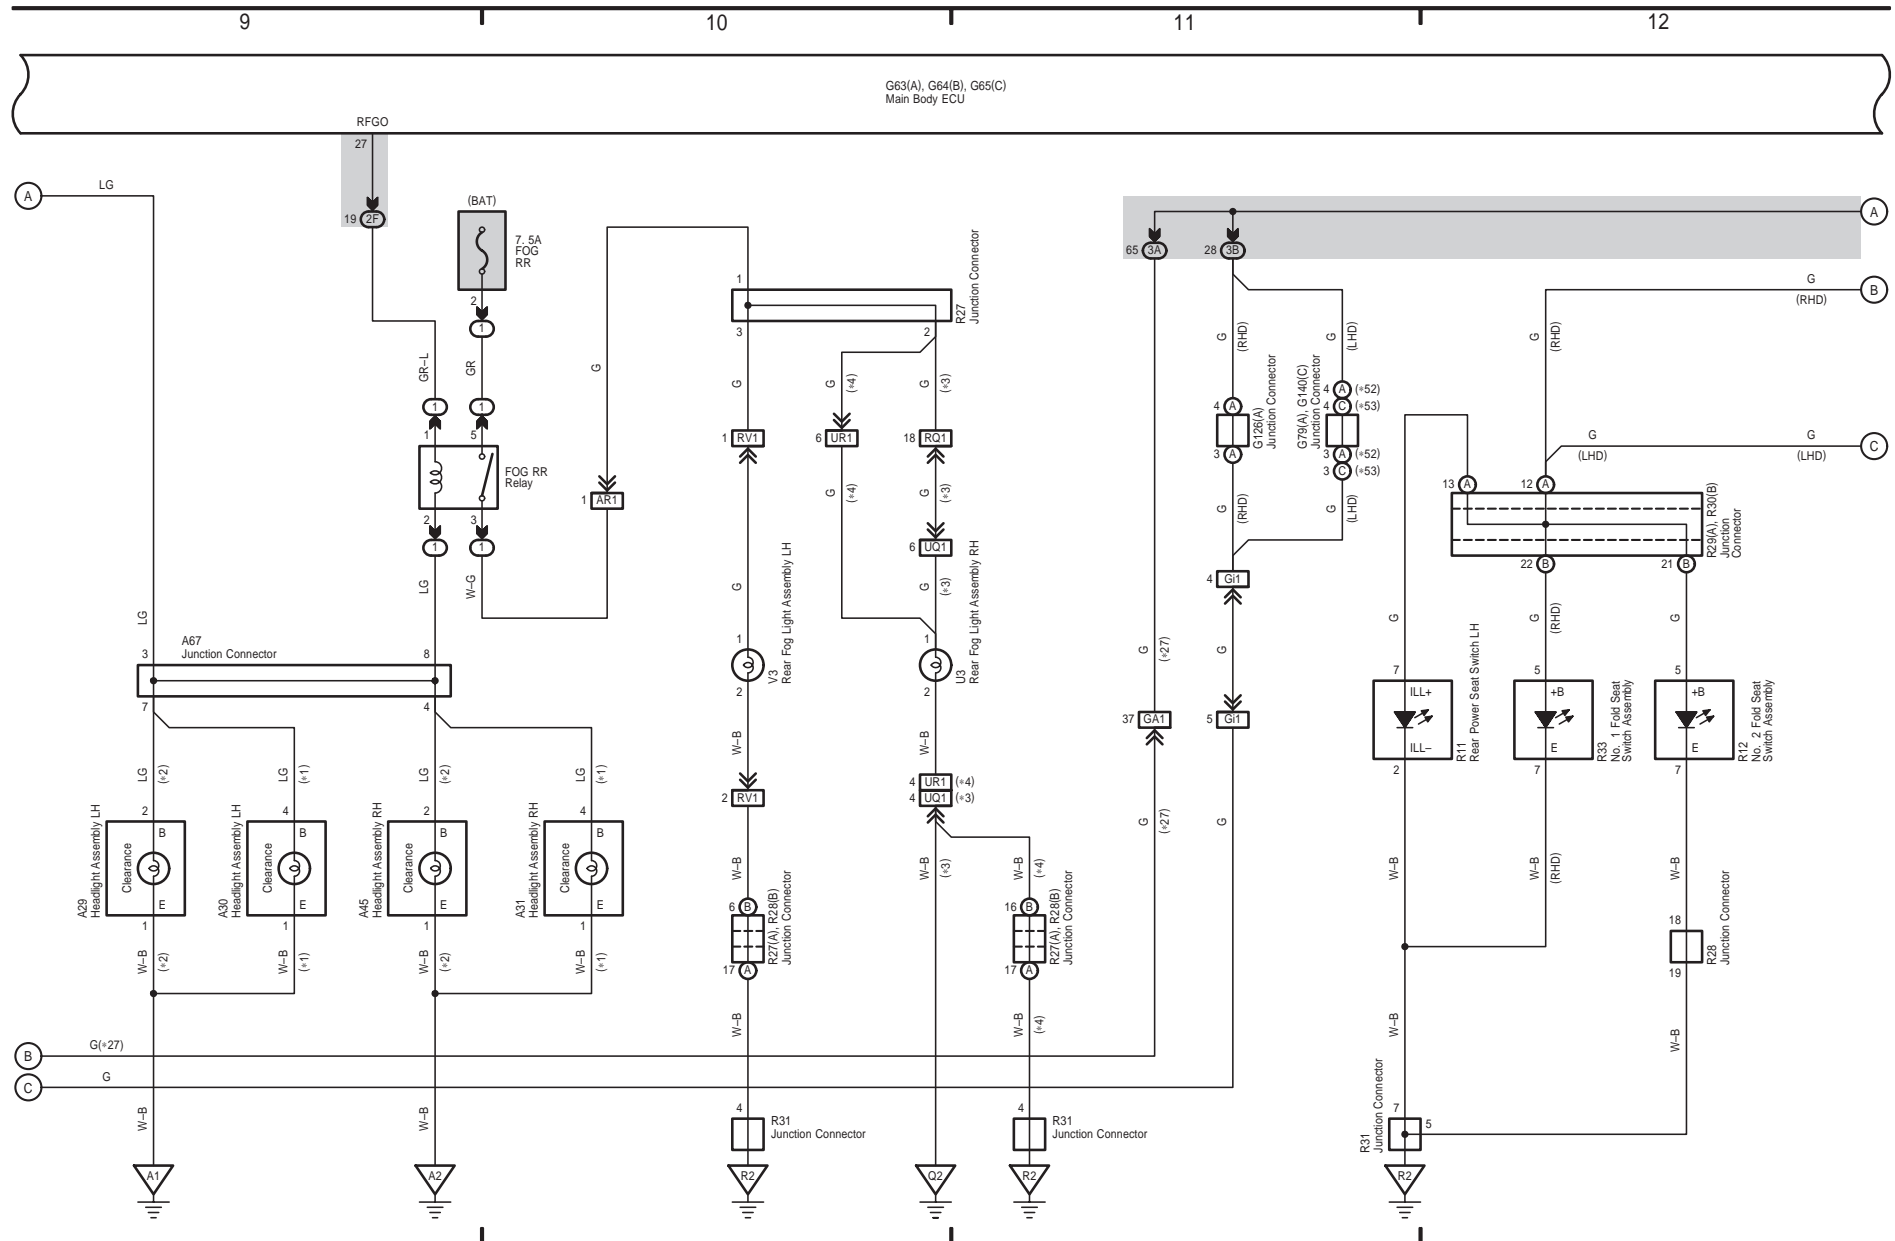 9
10
11
12
G63(A), G64(B), G65(C)
Main Body ECU
RFGO
27
19
2F
A
LG
(BAT)
7. 5A
FOG
RR
2
1
GR–L
GR
1
1
1
5
FOG RR
Relay
2
3
1
1
LG
W–G
G
1
AR1
1
R27
Junction Connector
3
2
G
G
(*4)
G
(*3)
1
RV1
6
UR1
18
RQ1
G
(*4)
G
(*3)
6
UQ1
G
G
(*3)
1
V3
Rear Fog Light Assembly LH
2
1
U3
Rear Fog Light Assembly RH
2
W–B
W–B
2
RV1
4
UR1
(*4)
4
UQ1
(*3)
W–B
W–B
(*3)
W–B
(*4)
6
B
R27(A), R28(B)
Junction Connector
17
A
16
B
R27(A), R28(B)
Junction Connector
17
A
W–B
W–B
(*4)
4
R31
Junction Connector
4
R31
Junction Connector
R2
Q2
R2
LG
A67
Junction Connector
3
8
7
4
LG
(*2)
LG
(*1)
LG
(*2)
LG
(*1)
2
4
2
4
A29
Headlight Assembly LH
Clearance
B
E
A30
Headlight Assembly LH
Clearance
B
E
A45
Headlight Assembly RH
Clearance
B
E
A31
Headlight Assembly RH
Clearance
B
E
1
1
1
1
W–B
(*2)
W–B
(*1)
W–B
(*2)
W–B
(*1)
B
G(*27)
C
G
W–B
W–B
A1
A2
A
65
3A
28
3B
G
(RHD)
G
(LHD)
4
A
G126(A)
Junction Connector
3
A
4
A
(*52)
4
C
(*53)
G79(A), G140(C)
Junction Connector
3
A
(*52)
3
C
(*53)
G
(RHD)
G
(LHD)
4
Gi1
G
(*27)
G
37
GA1
5
Gi1
G
(*27)
G
G
(RHD)
B
G
(RHD)
G
(LHD)
G
(LHD)
C
13
A
12
A
R29(A), R30(B)
Junction
Connector
22
B
21
B
G
G
(RHD)
G
7
ILL+
ILL–
2
R11
Rear Power Seat Switch LH
5
+B
E
7
R33
No. 1 Fold Seat
Switch Assembly
5
+B
E
7
R12
No. 2 Fold Seat
Switch Assembly
W–B
W–B
(RHD)
W–B
18
R28
Junction Connector
19
W–B
W–B
7
5
R31
Junction Connector
R2